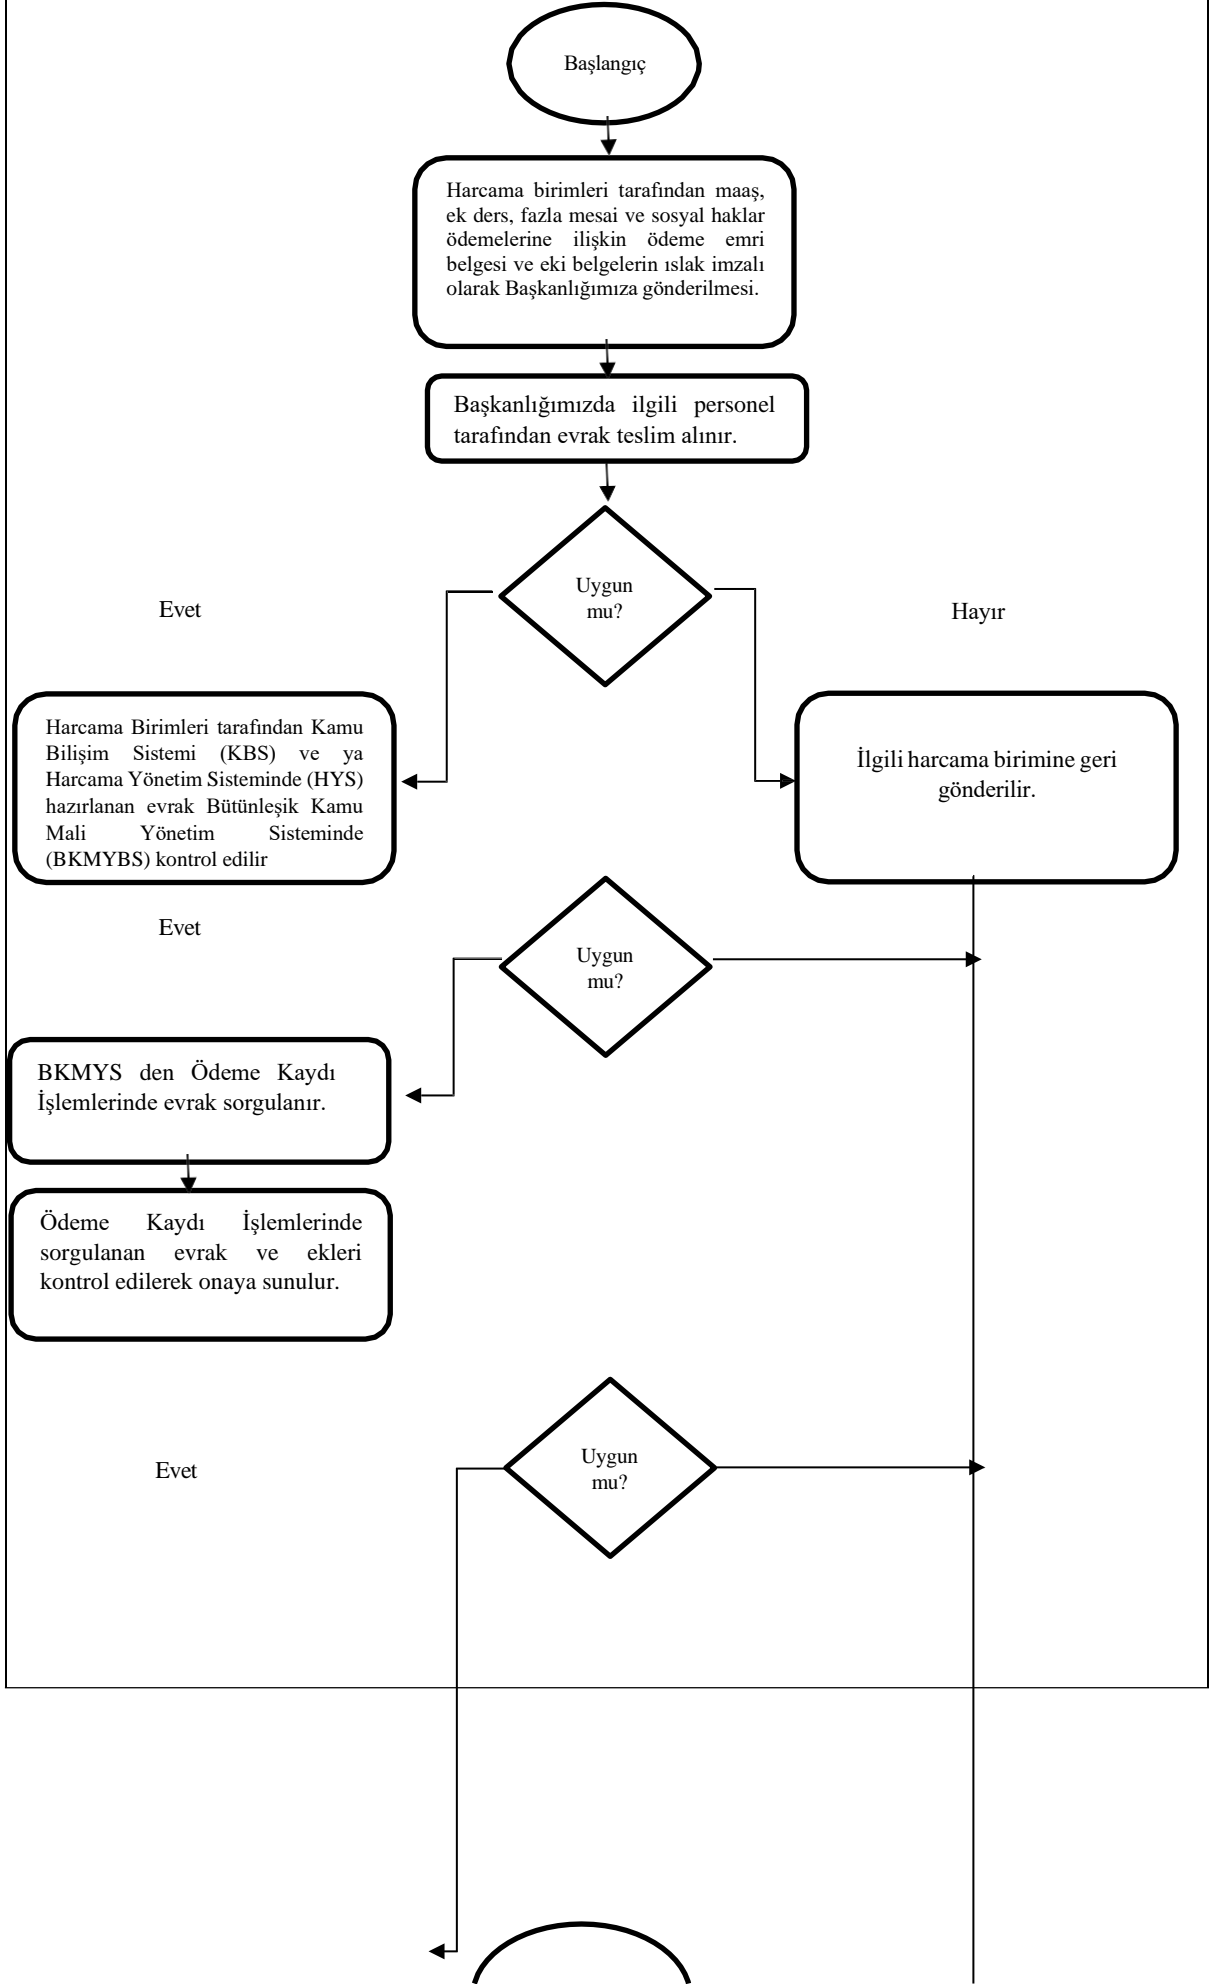 Başlangıç
Harcama birimleri tarafından maaş,
ek ders, fazla mesai ve sosyal haklar
ödemelerine ilişkin ödeme emri
belgesi ve eki belgelerin ıslak imzalı
olarak Başkanlığımıza gönderilmesi.
Başkanlığımızda ilgili personel
tarafından evrak teslim alınır.
Uygun
mu?
Evet
Hayır
Harcama Birimleri tarafından Kamu
Bilişim Sistemi (KBS) ve ya
Harcama Yönetim Sisteminde (HYS)
hazırlanan evrak Bütünleşik Kamu
Mali Yönetim Sisteminde
(BKMYBS) kontrol edilir
İlgili harcama birimine geri
gönderilir.
Evet
Uygun
mu?
BKMYS den Ödeme Kaydı
İşlemlerinde evrak sorgulanır.
Ödeme Kaydı İşlemlerinde
sorgulanan evrak ve ekleri
kontrol edilerek onaya sunulur.
Evet
Uygun
mu?